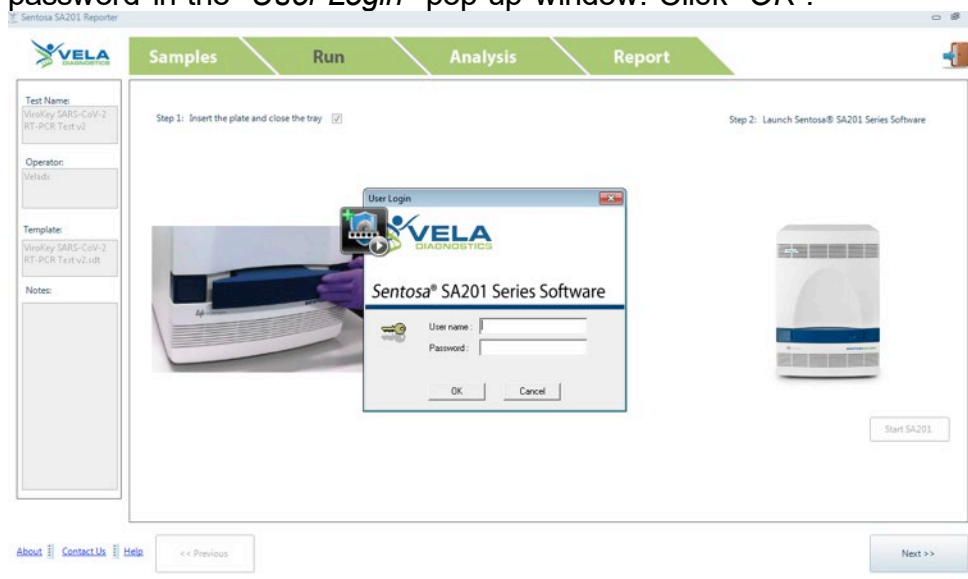 password in the "User Login" pop-up window. Click "OK".
Sentosa SA201 Reporter
VELA
DIAGNOSTICS
Samples
Run
Analysis
Report
Test Name:
ViroKey SARS-CoV-2
RT-PCR Test v2
Operator:
Veladx
Template:
ViroKey SARS-CoV-2
RT-PCR Test v2.sdt
Notes:
Step 1: Insert the plate and close the tray
Step 2: Launch Sentosa® SA201 Series Software
User Login
VELA
DIAGNOSTICS
Sentosa® SA201 Series Software
User name :
Password :
OK
Cancel
Start SA201
About
Contact Us
Help
<< Previous
Next >>